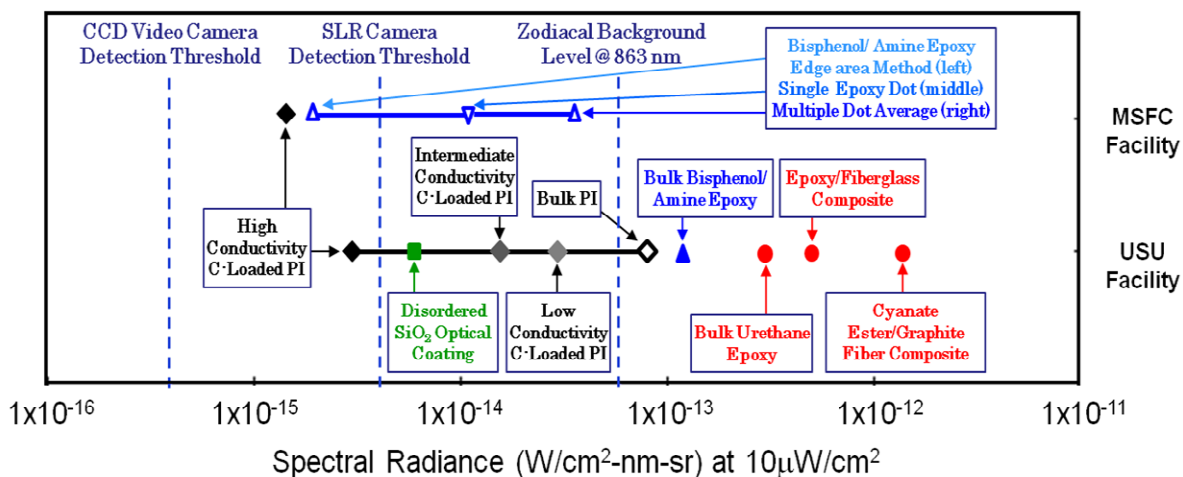 CCD Video Camera
Detection Threshold
SLR Camera
Detection Threshold
Zodiacal Background
Level @ 863 nm
Bisphenol/ Amine Epoxy
Edge area Method (left)
Single Epoxy Dot (middle)
Multiple Dot Average (right)
MSFC
Facility
High
Conductivity
C-Loaded PI
Intermediate
Conductivity
C-Loaded PI
Bulk PI
Bulk Bisphenol/
Amine Epoxy
Epoxy/Fiberglass
Composite
USU
Facility
Disordered
SiO₂ Optical
Coating
Low
Conductivity
C-Loaded PI
Bulk Urethane
Epoxy
Cyanate
Ester/Graphite
Fiber Composite
1x10⁻¹⁶ 1x10⁻¹⁵ 1x10⁻¹⁴ 1x10⁻¹³ 1x10⁻¹² 1x10⁻¹¹
Spectral Radiance (W/cm²-nm-sr) at 10µW/cm²